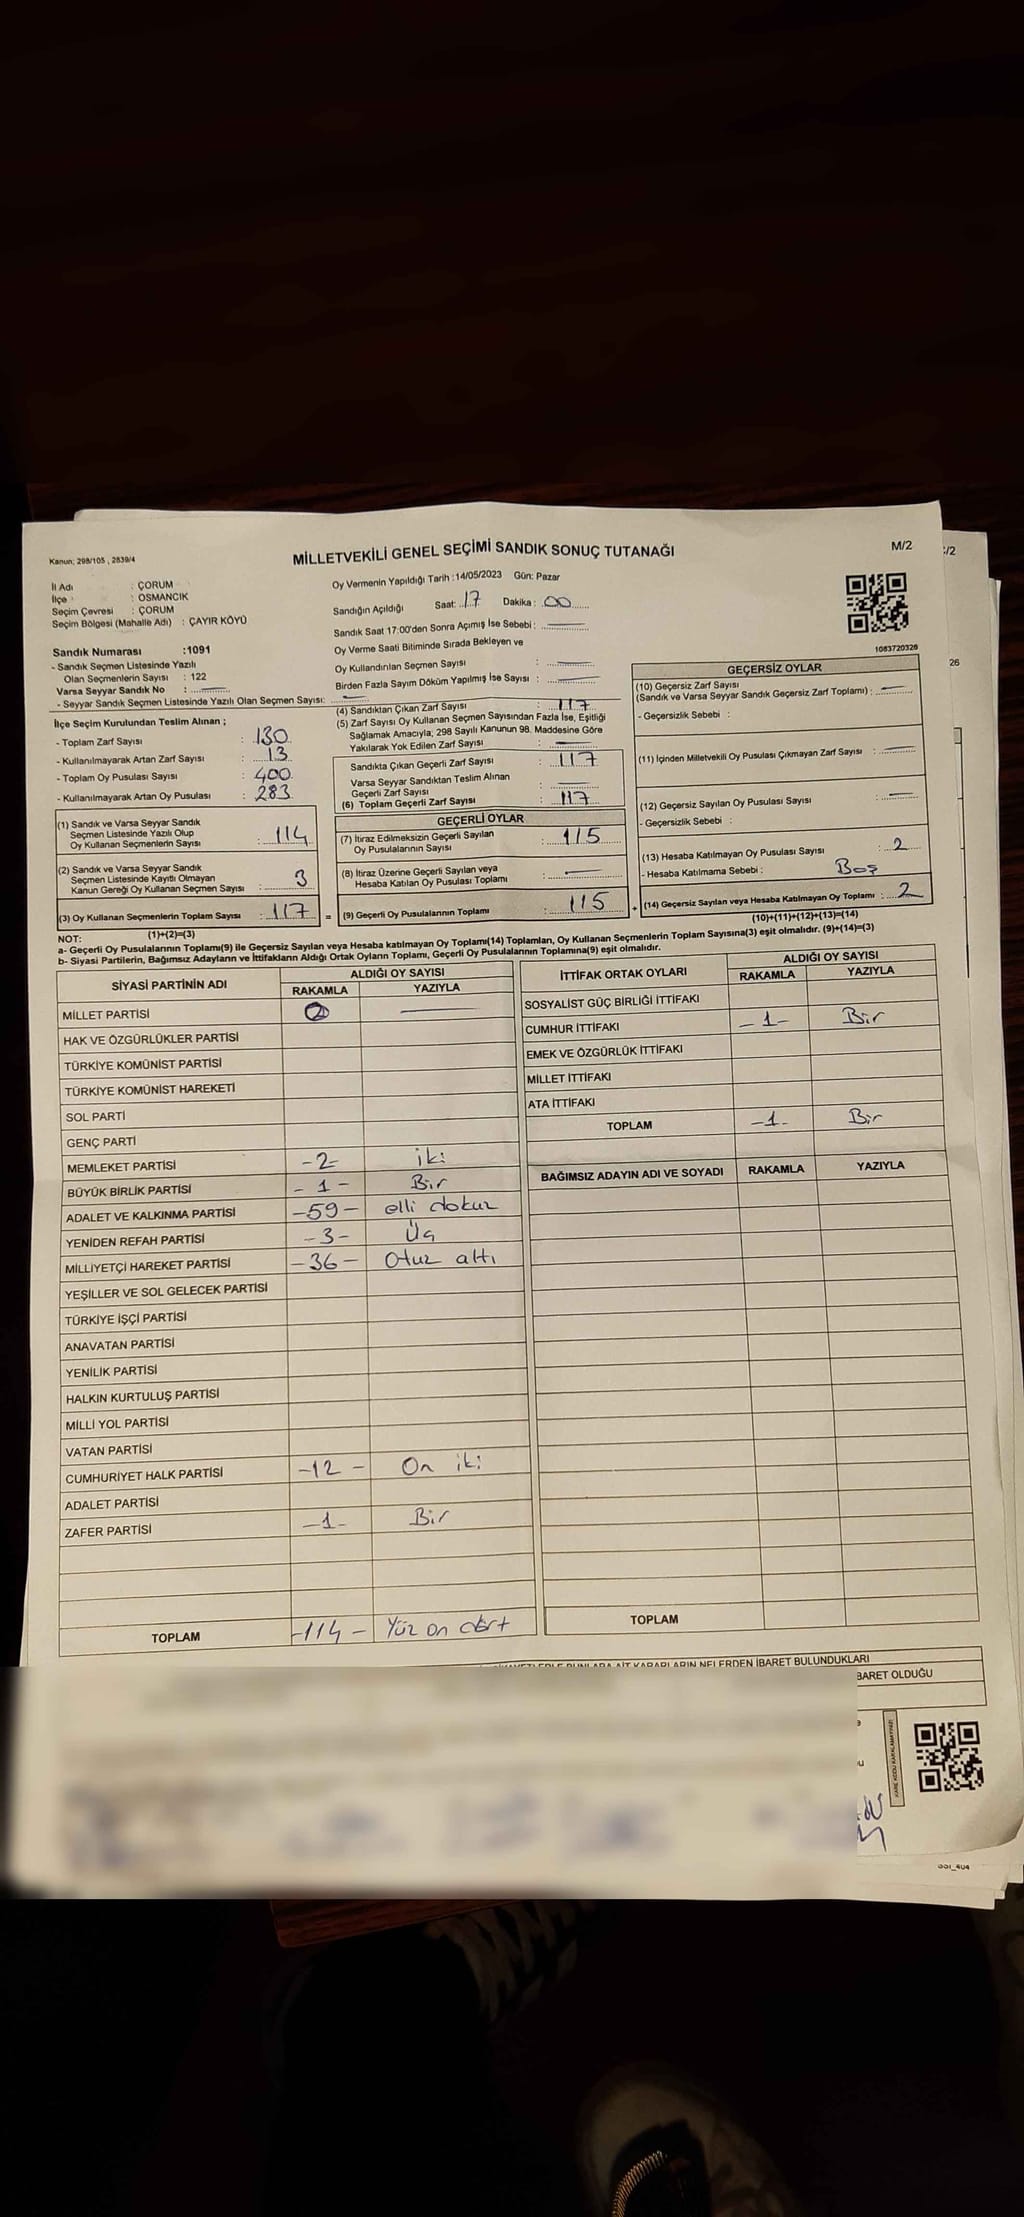 Kanun; 298/105 , 2839/4
MİLLETVEKİLİ GENEL SEÇİMİ SANDIK SONUÇ TUTANAĞI
M/2
:/2
İl Adı : ÇORUM
İlçe : OSMANCIK
Seçim Çevresi : ÇORUM
Seçim Bölgesi (Mahalle Adı) : ÇAYIR KÖYÜ
Oy Vermenin Yapıldığı Tarih :14/05/2023 Gün: Pazar
Sandığın Açıldığı Saat: 17 Dakika : 00
Sandık Saat 17:00'den Sonra Açımış İse Sebebi :
Oy Verme Saati Bitiminde Sırada Bekleyen ve
Oy Kullandırılan Seçmen Sayısı :
Birden Fazla Sayım Döküm Yapılmış İse Sayısı :
1083720326
26
Sandık Numarası :1091
- Sandık Seçmen Listesinde Yazılı
Olan Seçmenlerin Sayısı : 122
Varsa Seyyar Sandık No :
- Seyyar Sandık Seçmen Listesinde Yazılı Olan Seçmen Sayısı:
İlçe Seçim Kurulundan Teslim Alınan ;
- Toplam Zarf Sayısı : 130
- Kullanılmayarak Artan Zarf Sayısı : 13
- Toplam Oy Pusulası Sayısı : 400
- Kullanılmayarak Artan Oy Pusulası : 283
(1) Sandık ve Varsa Seyyar Sandık
Seçmen Listesinde Yazılı Olup
Oy Kullanan Seçmenlerin Sayısı : 114
(2) Sandık ve Varsa Seyyar Sandık
Seçmen Listesinde Kayıtlı Olmayan
Kanun Gereği Oy Kullanan Seçmen Sayısı : 3
(3) Oy Kullanan Seçmenlerin Toplam Sayısı : 117
(1)+(2)=(3)
(4) Sandıktan Çıkan Zarf Sayısı : 117
(5) Zarf Sayısı Oy Kullanan Seçmen Sayısından Fazla İse, Eşitliği
Sağlamak Amacıyla; 298 Sayılı Kanunun 98. Maddesine Göre
Yakılarak Yok Edilen Zarf Sayısı :
Sandıkta Çıkan Geçerli Zarf Sayısı : 117
Varsa Seyyar Sandıktan Teslim Alınan
Geçerli Zarf Sayısı :
(6) Toplam Geçerli Zarf Sayısı : 117
GEÇERLİ OYLAR
(7) İtiraz Edilmeksizin Geçerli Sayılan
Oy Pusulalarının Sayısı : 115
(8) İtiraz Üzerine Geçerli Sayılan veya
Hesaba Katılan Oy Pusulası Toplamı :
= (9) Geçerli Oy Pusulalarının Toplamı : 115
GEÇERSİZ OYLAR
(10) Geçersiz Zarf Sayısı
(Sandık ve Varsa Seyyar Sandık Geçersiz Zarf Toplamı) :
- Geçersizlik Sebebi :
(11) İçinden Milletvekili Oy Pusulası Çıkmayan Zarf Sayısı :
(12) Geçersiz Sayılan Oy Pusulası Sayısı :
- Geçersizlik Sebebi :
(13) Hesaba Katılmayan Oy Pusulası Sayısı : 2
- Hesaba Katılmama Sebebi : Boş
+ (14) Geçersiz Sayılan veya Hesaba Katılmayan Oy Toplamı : 2
(10)+(11)+(12)+(13)=(14)
NOT:
a- Geçerli Oy Pusulalarının Toplamı(9) ile Geçersiz Sayılan veya Hesaba katılmayan Oy Toplamı(14) Toplamları, Oy Kullanan Seçmenlerin Toplam Sayısına(3) eşit olmalıdır. (9)+(14)=(3)
b- Siyasi Partilerin, Bağımsız Adayların ve İttifakların Aldığı Ortak Oyların Toplamı, Geçerli Oy Pusulalarının Toplamına(9) eşit olmalıdır.
SİYASİ PARTİNİN ADI ALDIĞI OY SAYISI
RAKAMLA YAZIYLA
MİLLET PARTİSİ
HAK VE ÖZGÜRLÜKLER PARTİSİ
TÜRKİYE KOMÜNİST PARTİSİ
TÜRKİYE KOMÜNİST HAREKETİ
SOL PARTİ
GENÇ PARTİ
MEMLEKET PARTİSİ -2- iki
BÜYÜK BİRLİK PARTİSİ -1- Bir
ADALET VE KALKINMA PARTİSİ -59- elli dokuz
YENİDEN REFAH PARTİSİ -3- Üç
MİLLİYETÇİ HAREKET PARTİSİ -36- Otuz altı
YEŞİLLER VE SOL GELECEK PARTİSİ
TÜRKİYE İŞÇİ PARTİSİ
ANAVATAN PARTİSİ
YENİLİK PARTİSİ
HALKIN KURTULUŞ PARTİSİ
MİLLİ YOL PARTİSİ
VATAN PARTİSİ
CUMHURİYET HALK PARTİSİ -12- On iki
ADALET PARTİSİ
ZAFER PARTİSİ -1- Bir
TOPLAM -114- Yüz on dört
İTTİFAK ORTAK OYLARI ALDIĞI OY SAYISI
RAKAMLA YAZIYLA
SOSYALİST GÜÇ BİRLİĞİ İTTİFAKI
CUMHUR İTTİFAKI -1- Bir
EMEK VE ÖZGÜRLÜK İTTİFAKI
MİLLET İTTİFAKI
ATA İTTİFAKI
TOPLAM -1- Bir
BAĞIMSIZ ADAYIN ADI VE SOYADI RAKAMLA YAZIYLA
TOPLAM
KARARLARIN NELERDEN İBARET BULUNDUKLARI
BARET OLDUĞU